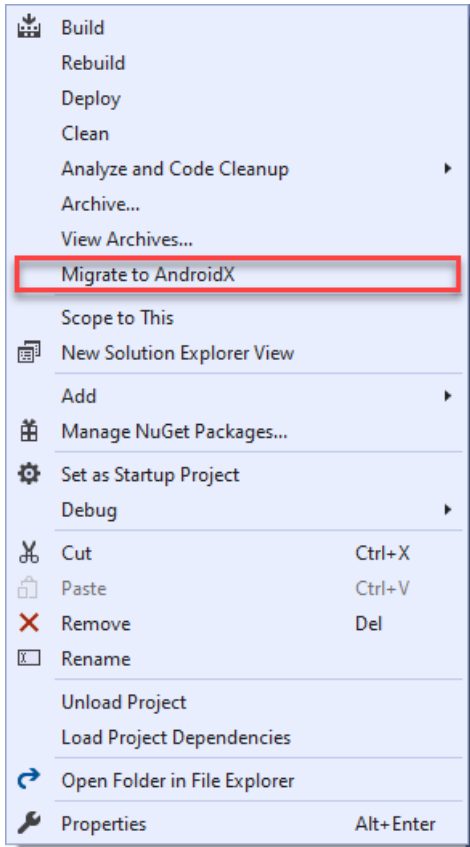 Build
Rebuild
Deploy
Clean
Analyze and Code Cleanup
Archive...
View Archives...
Migrate to AndroidX
Scope to This
New Solution Explorer View
Add
Manage NuGet Packages...
Set as Startup Project
Debug
Cut Ctrl+X
Paste Ctrl+V
Remove Del
Rename
Unload Project
Load Project Dependencies
Open Folder in File Explorer
Properties Alt+Enter